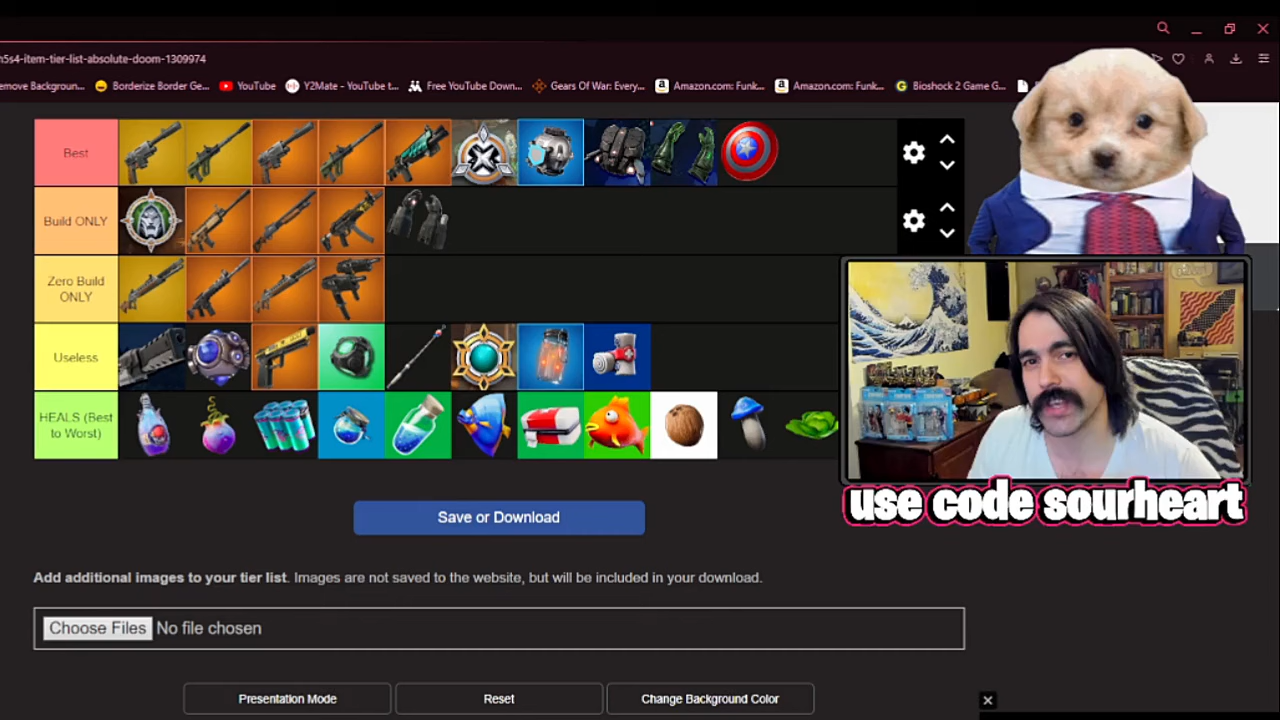 n5s4-item-tier-list-absolute-doom-1309974
emove Backgroun...
Borderize Border Ge...
YouTube
Y2Mate - YouTube t...
Free YouTube Down...
Gears Of War: Every...
Amazon.com: Funk...
Amazon.com: Funk...
Bioshock 2 Game G...
Best
Build ONLY
Zero Build
ONLY
Useless
HEALS (Best
to Worst)
use code sourheart
Save or Download
Add additional images to your tier list. Images are not saved to the website, but will be included in your download.
Choose Files No file chosen
Presentation Mode
Reset
Change Background Color